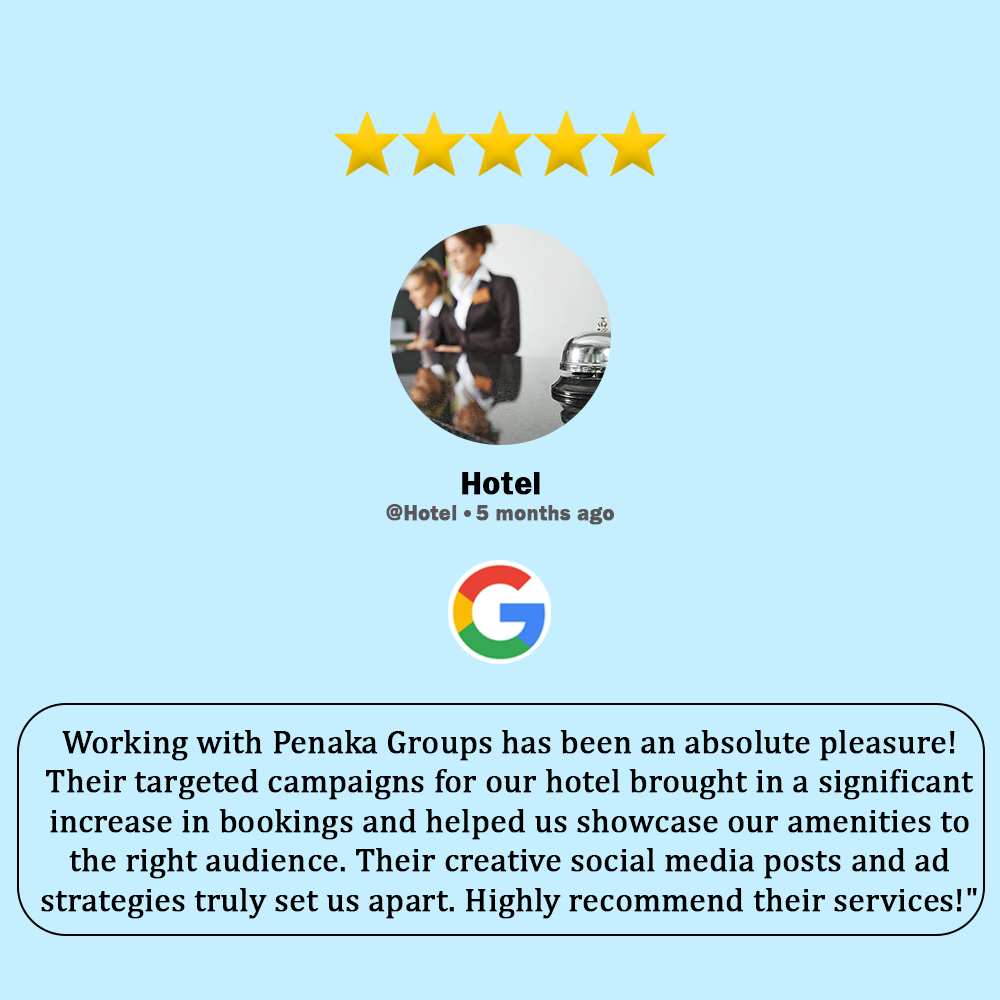 Hotel
@Hotel • 5 months ago
Working with Penaka Groups has been an absolute pleasure!
Their targeted campaigns for our hotel brought in a significant
increase in bookings and helped us showcase our amenities to
the right audience. Their creative social media posts and ad
strategies truly set us apart. Highly recommend their services!"